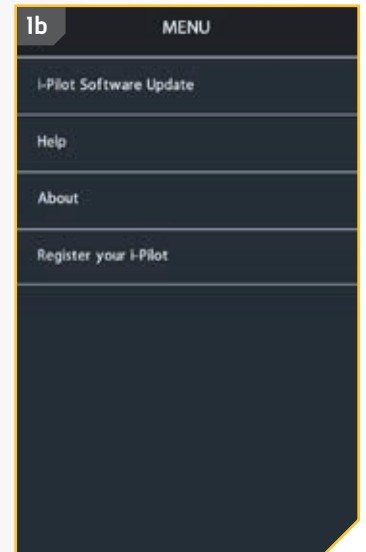 1b
MENU
i-Pilot Software Update
Help
About
Register your i-Pilot